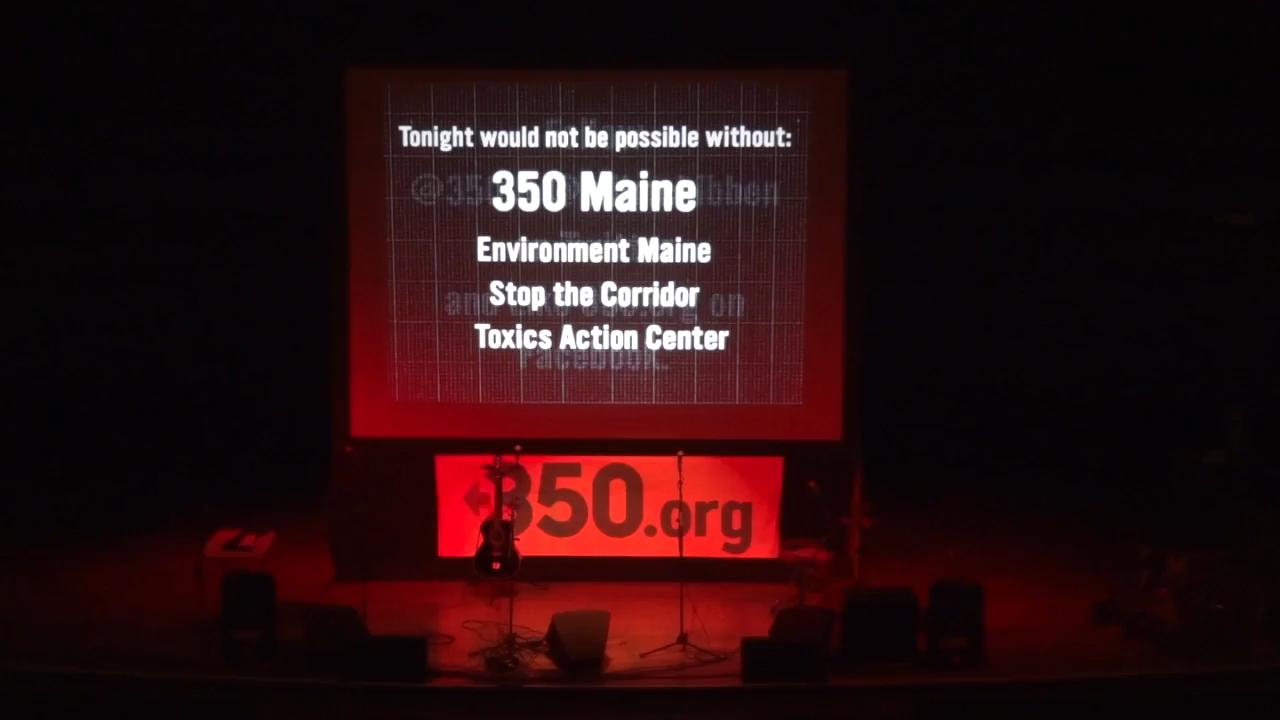 Tonight would not be possible without:
350 Maine
Environment Maine
Stop the Corridor
Toxics Action Center
350.org